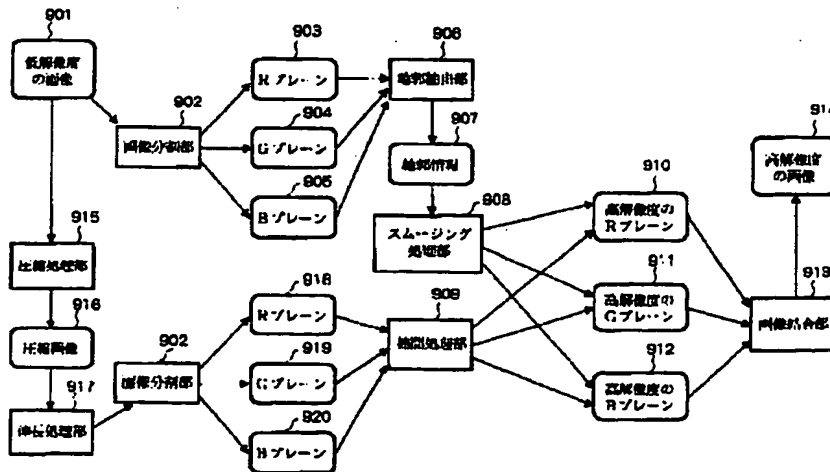 901
低解像度
の画像
902
画像分割部
903
Rプレーン
904
Gプレーン
905
Bプレーン
906
輪郭抽出部
907
輪郭情報
908
スムージング
処理部
915
圧縮処理部
916
圧縮画像
917
伸長処理部
902
画像分割部
918
Rプレーン
919
Gプレーン
920
Bプレーン
909
補間処理部
910
高解像度の
Rプレーン
911
高解像度の
Gプレーン
912
高解像度の
Bプレーン
913
画像結合部
高解像度
の画像